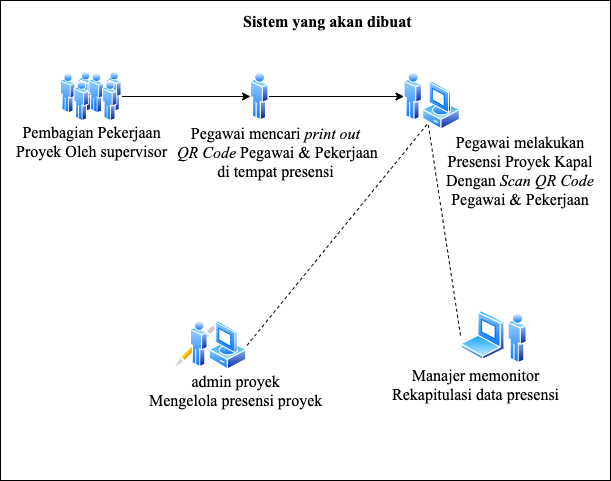 Sistem yang akan dibuat
Pembagian Pekerjaan
Proyek Oleh supervisor
Pegawai mencari print out
QR Code Pegawai & Pekerjaan
di tempat presensi
Pegawai melakukan
Presensi Proyek Kapal
Dengan Scan QR Code
Pegawai & Pekerjaan
admin proyek
Mengelola presensi proyek
Manajer memonitor
Rekapitulasi data presensi